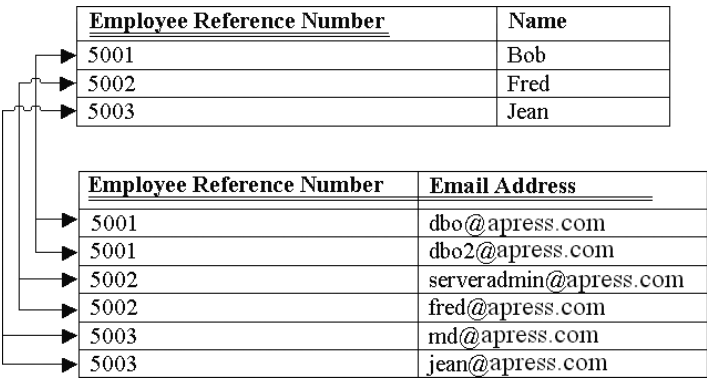 Employee Reference Number Name
5001 Bob
5002 Fred
5003 Jean
Employee Reference Number Email Address
5001 dbo@apress.com
5001 dbo2@apress.com
5002 serveradmin@apress.com
5002 fred@apress.com
5003 md@apress.com
5003 jean@apress.com